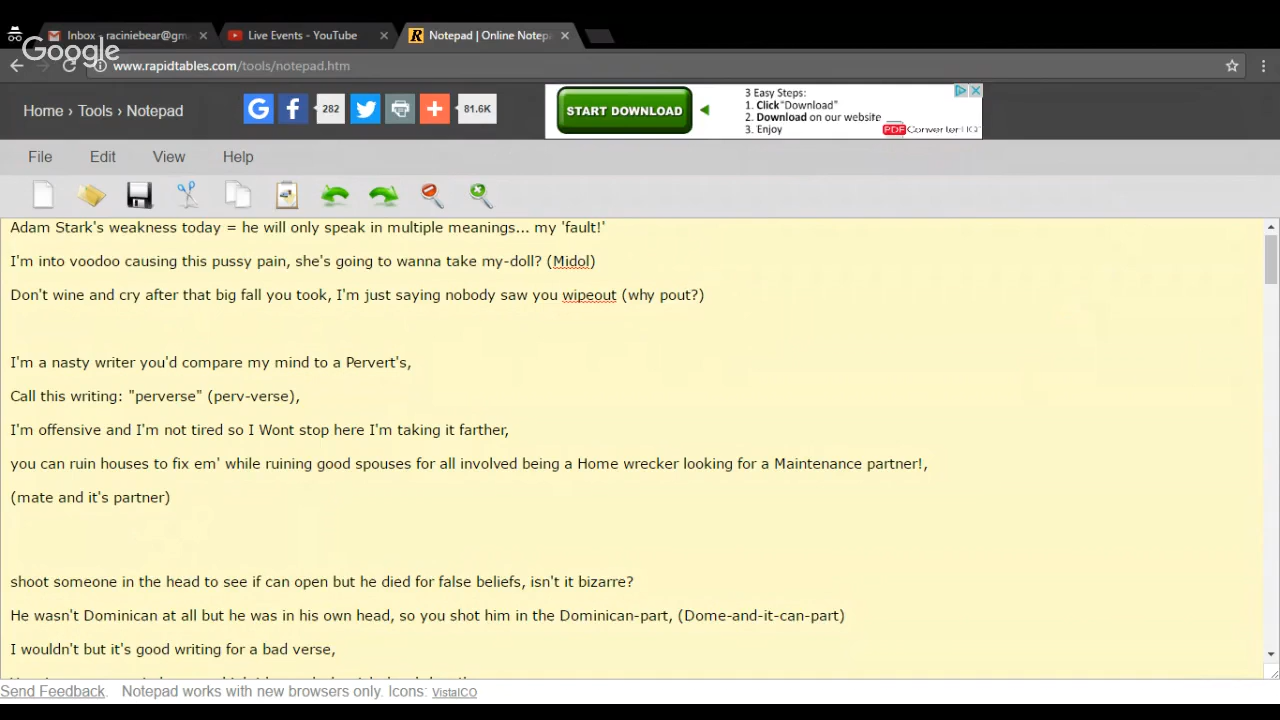 Inbox - raciniebear@gm
Live Events - YouTube
Notepad | Online Notep
Google
www.rapidtables.com/tools/notepad.htm
Home › Tools › Notepad
282
81.6K
START DOWNLOAD
3 Easy Steps:
1. Click"Download"
2. Download on our website
3. Enjoy
PDF ConverterHQ
File Edit View Help
Adam Stark's weakness today = he will only speak in multiple meanings... my 'fault!'
I'm into voodoo causing this pussy pain, she's going to wanna take my-doll? (Midol)
Don't wine and cry after that big fall you took, I'm just saying nobody saw you wipeout (why pout?)
I'm a nasty writer you'd compare my mind to a Pervert's,
Call this writing: "perverse" (perv-verse),
I'm offensive and I'm not tired so I Wont stop here I'm taking it farther,
you can ruin houses to fix em' while ruining good spouses for all involved being a Home wrecker looking for a Maintenance partner!,
(mate and it's partner)
shoot someone in the head to see if can open but he died for false beliefs, isn't it bizarre?
He wasn't Dominican at all but he was in his own head, so you shot him in the Dominican-part, (Dome-and-it-can-part)
I wouldn't but it's good writing for a bad verse,
Send Feedback. Notepad works with new browsers only. Icons: VistaICO